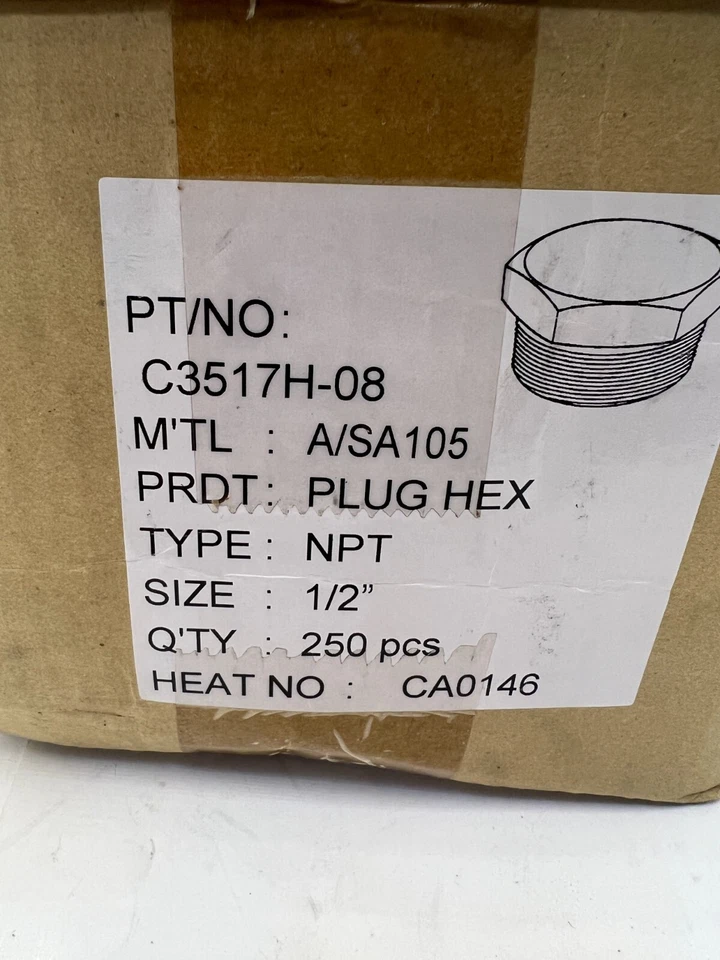 PT/NO:
C3517H-08
M'TL : A/SA105
PRDT: PLUG HEX
TYPE : NPT
SIZE : 1/2”
Q'TY : 250 pcs
HEAT NO : CA0146